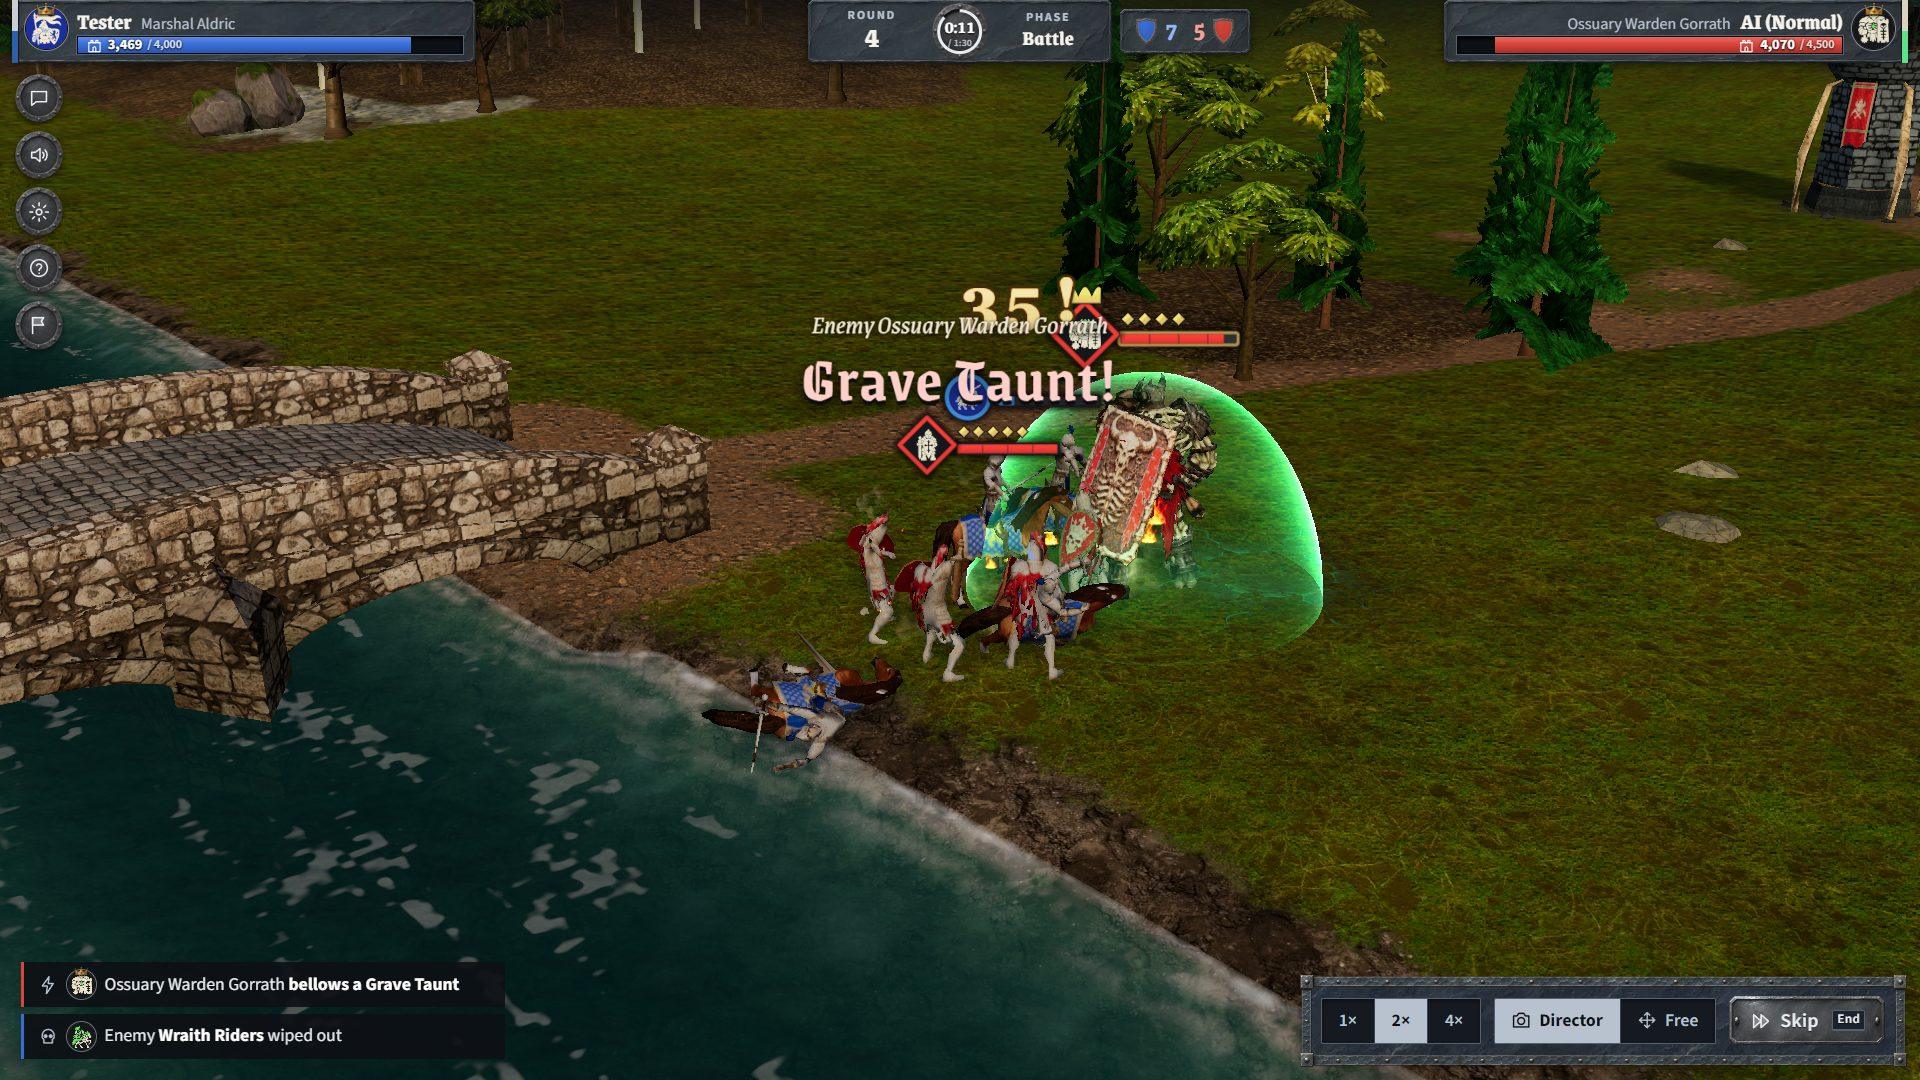 Tester Marshal Aldric
3,469 / 4,000
ROUND
4
0:11
/ 1:30
PHASE
Battle
7 5
Ossuary Warden Gorrath AI (Normal)
4,070 / 4,500
35!
Enemy Ossuary Warden Gorrath
Grave Taunt!
Ossuary Warden Gorrath bellows a Grave Taunt
Enemy Wraith Riders wiped out
1× 2× 4× Director Free Skip End